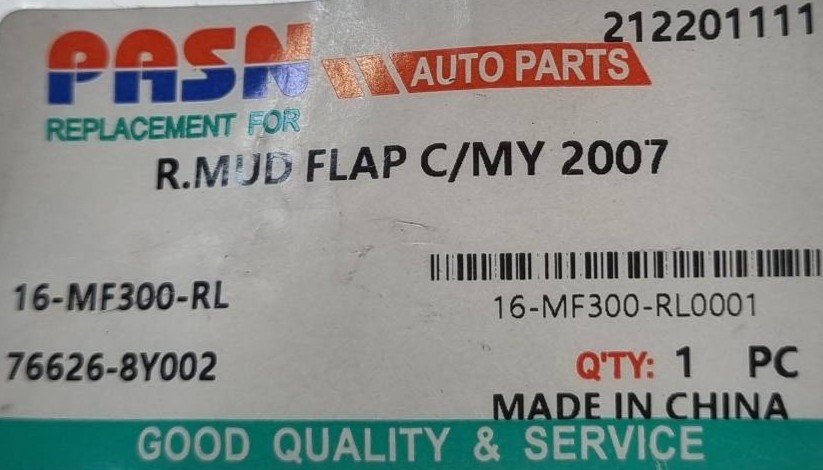 212201111
PASN AUTO PARTS
REPLACEMENT FOR
R.MUD FLAP C/MY 2007
16-MF300-RL
16-MF300-RL0001
76626-8Y002
Q'TY: 1 PC
MADE IN CHINA
GOOD QUALITY & SERVICE